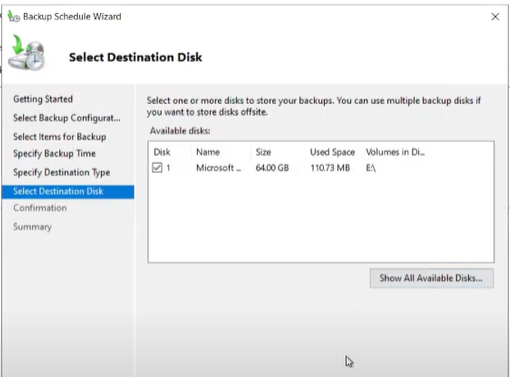 Backup Schedule Wizard
Select Destination Disk
Getting Started
Select Backup Configurat...
Select Items for Backup
Specify Backup Time
Specify Destination Type
Select Destination Disk
Confirmation
Summary
Select one or more disks to store your backups. You can use multiple backup disks if
you want to store disks offsite.
Available disks:
Disk Name Size Used Space Volumes in Di...
1 Microsoft ... 64.00 GB 110.73 MB E:\
Show All Available Disks...